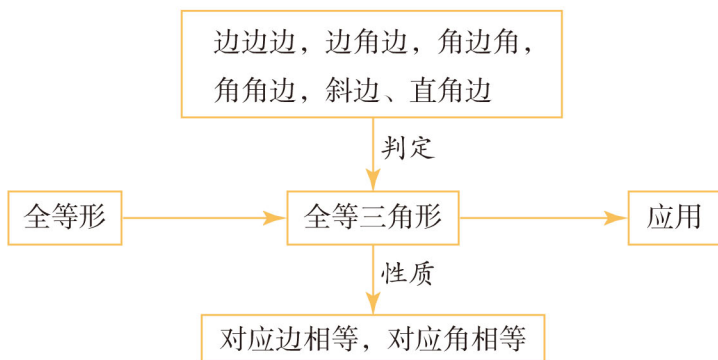 边边边，边角边，角边角，
角角边，斜边、直角边
判定
全等形
全等三角形
应用
性质
对应边相等，对应角相等